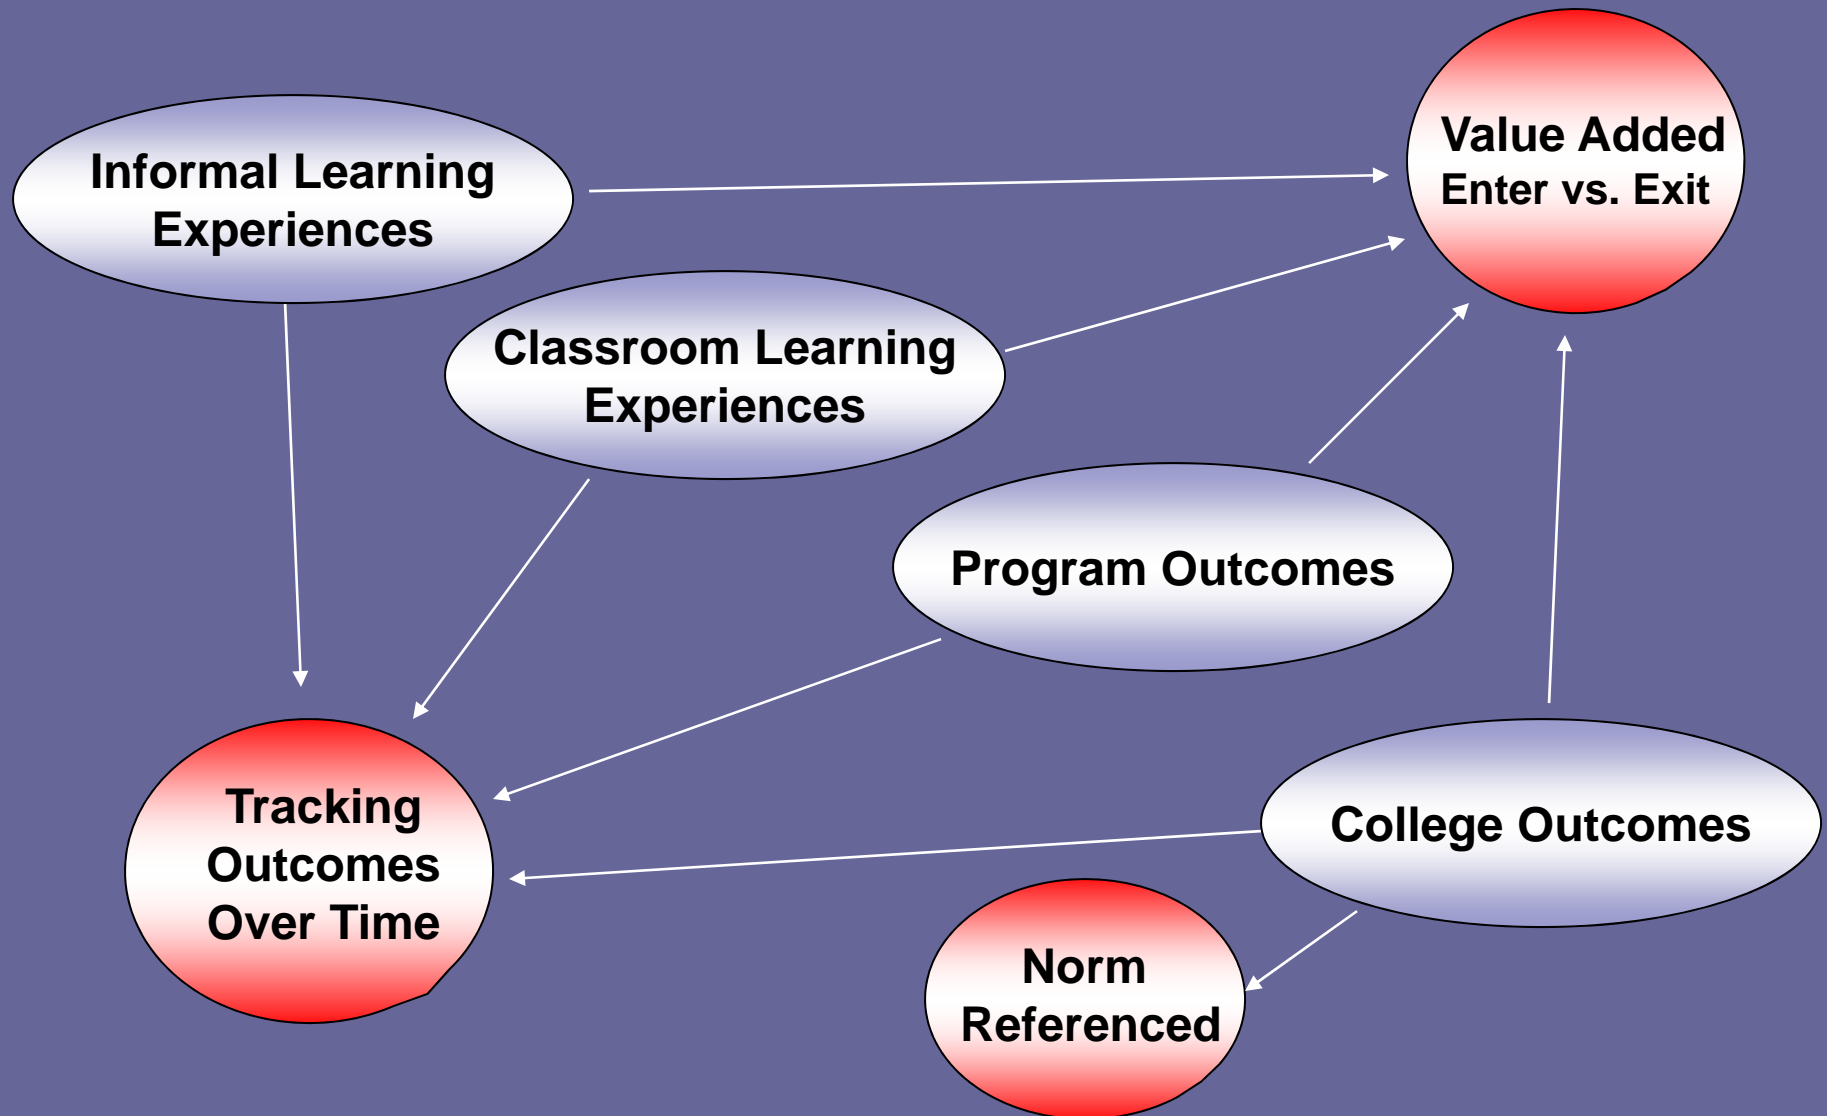 Value Added
Enter vs. Exit
Informal Learning
Experiences
Classroom Learning
Experiences
Program Outcomes
Tracking
Outcomes
Over Time
College Outcomes
Norm
Referenced